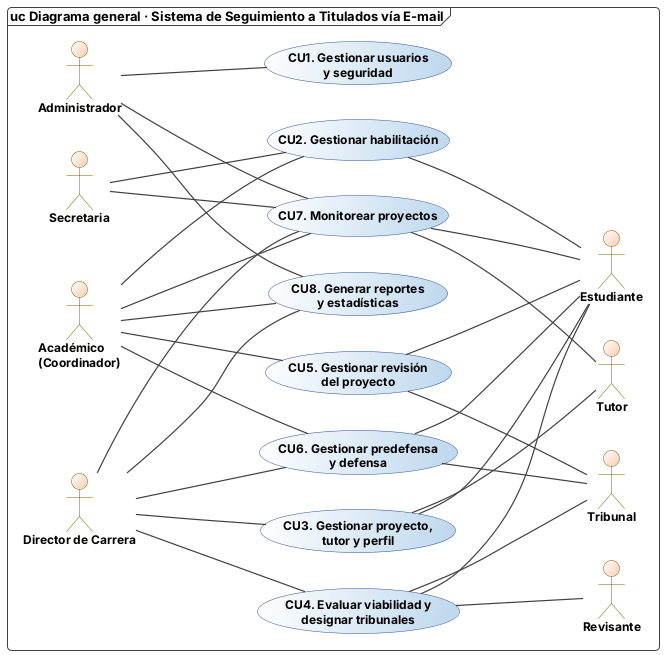 uc Diagrama general · Sistema de Seguimiento a Titulados vía E-mail
Administrador
Secretaria
Académico
(Coordinador)
Director de Carrera
CU1. Gestionar usuarios
y seguridad
CU2. Gestionar habilitación
CU7. Monitorear proyectos
CU8. Generar reportes
y estadísticas
CU5. Gestionar revisión
del proyecto
CU6. Gestionar predefensa
y defensa
CU3. Gestionar proyecto,
tutor y perfil
CU4. Evaluar viabilidad y
designar tribunales
Estudiante
Tutor
Tribunal
Revisante